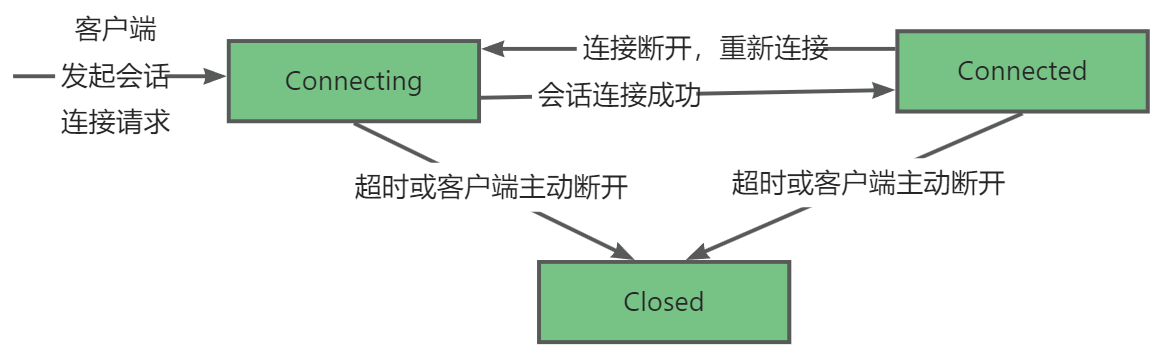 客户端
发起会话
连接请求
Connecting
连接断开，重新连接
会话连接成功
Connected
超时或客户端主动断开
超时或客户端主动断开
Closed